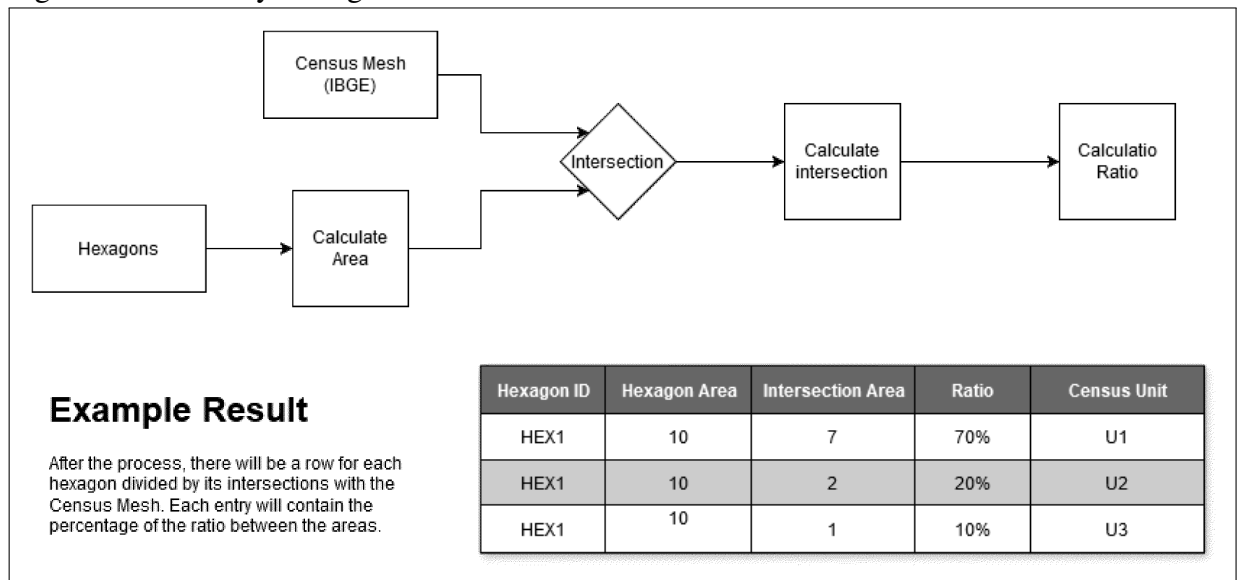 Census Mesh
(IBGE)
Intersection
Calculate
intersection
Calculatio
Ratio
Hexagons
Calculate
Area
Example Result
After the process, there will be a row for each
hexagon divided by its intersections with the
Census Mesh. Each entry will contain the
percentage of the ratio between the areas.
Hexagon ID Hexagon Area Intersection Area Ratio Census Unit
HEX1 10 7 70% U1
HEX1 10 2 20% U2
HEX1 10 1 10% U3